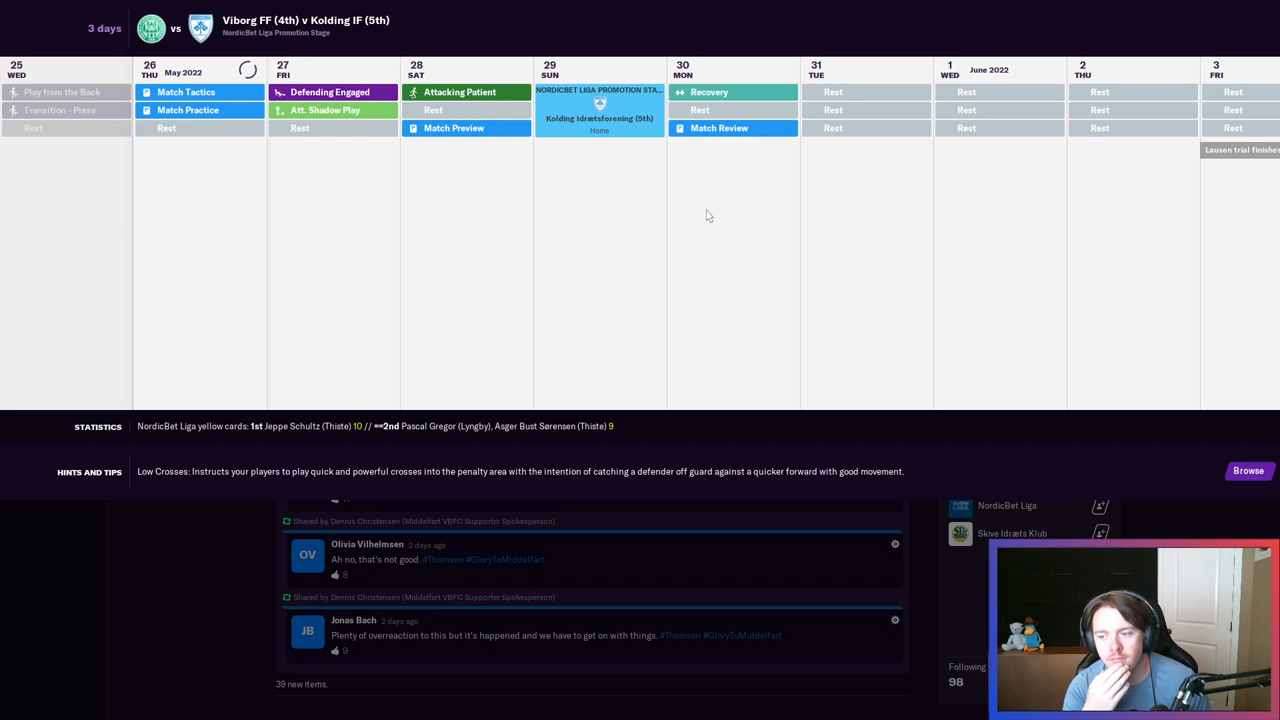 3 days
vs
Viborg FF (4th) v Kolding IF (5th)
NordicBet Liga Promotion Stage
25
WED
26
THU May 2022
27
FRI
28
SAT
29
SUN
30
MON
31
TUE
1
WED June 2022
2
THU
3
FRI
Play from the Back
Match Tactics
Defending Engaged
Attacking Patient
NORDICBET LIGA PROMOTION STA...
Recovery
Rest
Rest
Rest
Rest
Transition - Press
Match Practice
Att. Shadow Play
Rest
Kolding Idrætsforening (5th)
Rest
Rest
Rest
Rest
Rest
Rest
Rest
Rest
Match Preview
Home
Match Review
Rest
Rest
Rest
Rest
Lausen trial finishes
STATISTICS
NordicBet Liga yellow cards: 1st Jeppe Schultz (Thiste) 10 // ==2nd Pascal Gregor (Lyngby), Asger Bust Sørensen (Thiste) 9
HINTS AND TIPS
Low Crosses: Instructs your players to play quick and powerful crosses into the penalty area with the intention of catching a defender off guard against a quicker forward with good movement.
Browse
NordicBet Liga
Shared by Dennis Christensen (Middelfart VBFC Supporter Spokesperson)
Skive Idræts Klub
OV
Olivia Vilhelmsen 2 days ago
Ah no, that's not good. #Thomsen #GloryToMiddelfart
8
Shared by Dennis Christensen (Middelfart VBFC Supporter Spokesperson)
JB
Jonas Bach 2 days ago
Plenty of overreaction to this but it's happened and we have to get on with things. #Thomsen #GloryToMiddelfart
9
39 new items.
Following
98